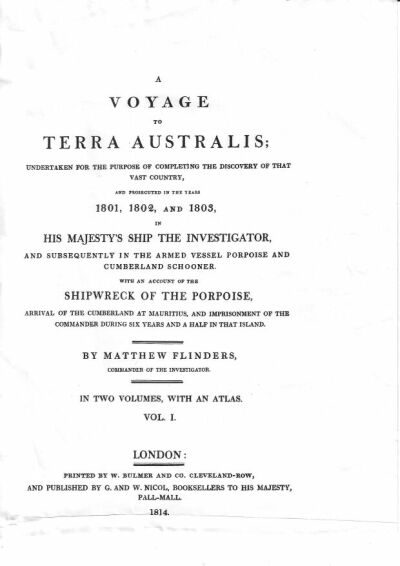 A
VOYAGE
TO
TERRA AUSTRALIS;
UNDERTAKEN FOR THE PURPOSE OF COMPLETING THE DISCOVERY OF THAT
VAST COUNTRY,
AND PROSECUTED IN THE YEARS
1801, 1802, AND 1803,
IN
HIS MAJESTY'S SHIP THE INVESTIGATOR,
AND SUBSEQUENTLY IN THE ARMED VESSEL PORPOISE AND
CUMBERLAND SCHOONER.
WITH AN ACCOUNT OF THE
SHIPWRECK OF THE PORPOISE,
ARRIVAL OF THE CUMBERLAND AT MAURITIUS, AND IMPRISONMENT OF THE
COMMANDER DURING SIX YEARS AND A HALF IN THAT ISLAND.
BY MATTHEW FLINDERS,
COMMANDER OF THE INVESTIGATOR.
IN TWO VOLUMES, WITH AN ATLAS.
VOL. I.
LONDON:
PRINTED BY W. BULMER AND CO. CLEVELAND-ROW,
AND PUBLISHED BY G. AND W. NICOL, BOOKSELLERS TO HIS MAJESTY,
PALL-MALL.
1814.